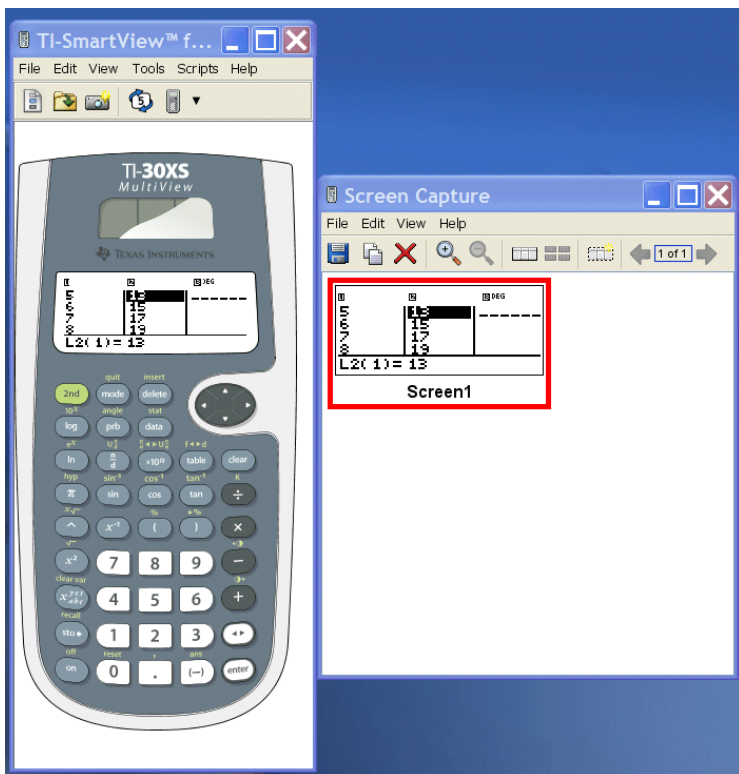 TI-SmartView™ f...
File Edit View Tools Scripts Help
5
TI-30XS
MultiView
TEXAS INSTRUMENTS
L1 L2 L3 DEG
5 13 ------
6 15
7 17
8 19
L2(1)=13
quit insert
2nd mode delete
10ˣ angle stat
log prb data
eˣ U n/d n/d ◄► U n/d f◄►d
ln n/d ×10ⁿ table clear
hyp sin⁻¹ cos⁻¹ tan⁻¹ K
π sin cos tan ÷
ˣ√ % ►%
^ x⁻¹ ( ) ×
√
x² 7 8 9 −
clear var
x yzt abc 4 5 6 +
recall
sto► 1 2 3 ◄►
off reset , ans
on 0 . (−) enter
Screen Capture
File Edit View Help
1 of 1
L1 L2 L3 DEG
5 13 ------
6 15
7 17
8 19
L2(1)=13
Screen1